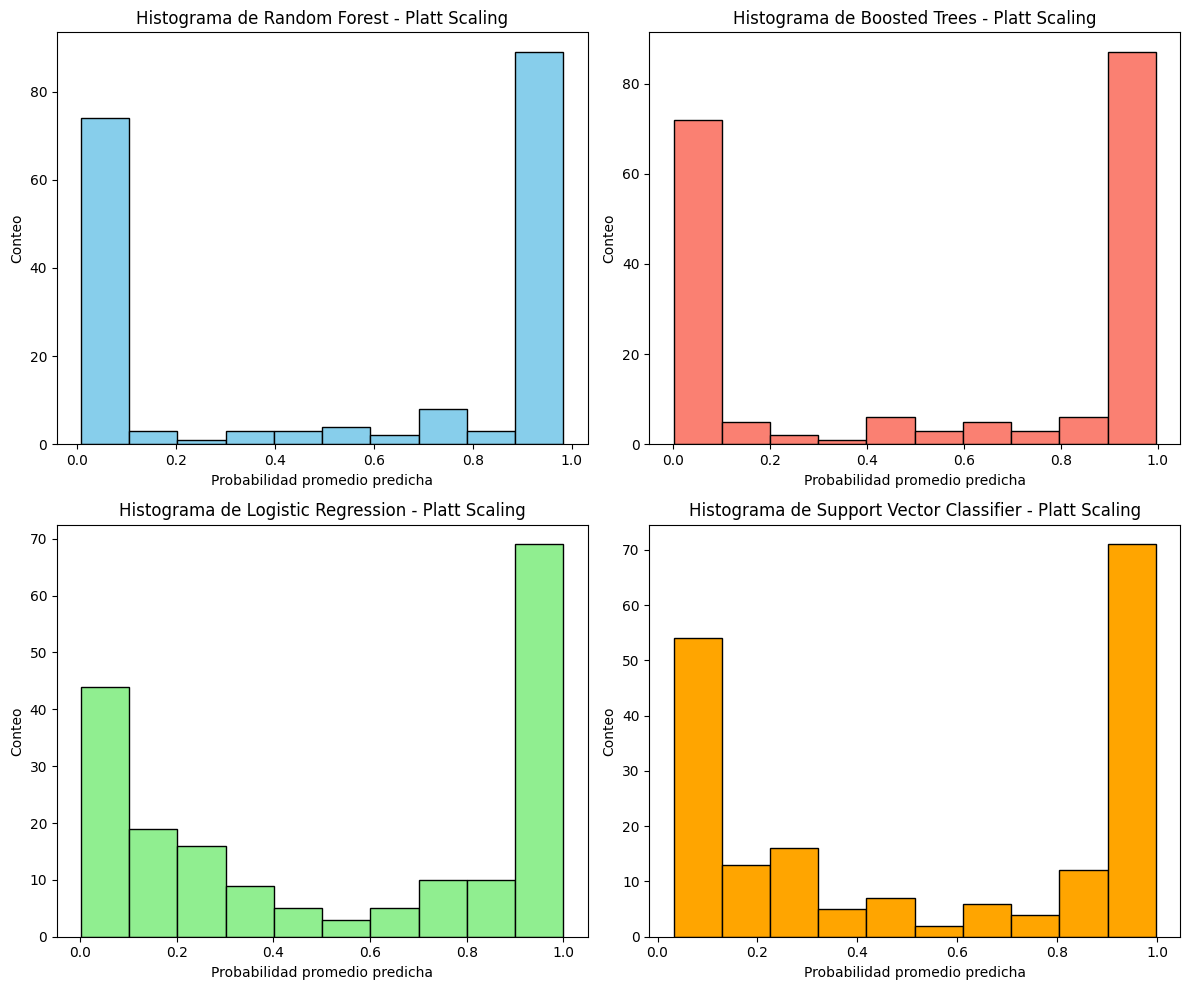 Histograma de Random Forest - Platt Scaling
Conteo
80
60
40
20
0
0.0 0.2 0.4 0.6 0.8 1.0
Probabilidad promedio predicha
Histograma de Boosted Trees - Platt Scaling
Conteo
80
60
40
20
0
0.0 0.2 0.4 0.6 0.8 1.0
Probabilidad promedio predicha
Histograma de Logistic Regression - Platt Scaling
Conteo
70
60
50
40
30
20
10
0
0.0 0.2 0.4 0.6 0.8 1.0
Probabilidad promedio predicha
Histograma de Support Vector Classifier - Platt Scaling
Conteo
70
60
50
40
30
20
10
0
0.0 0.2 0.4 0.6 0.8 1.0
Probabilidad promedio predicha